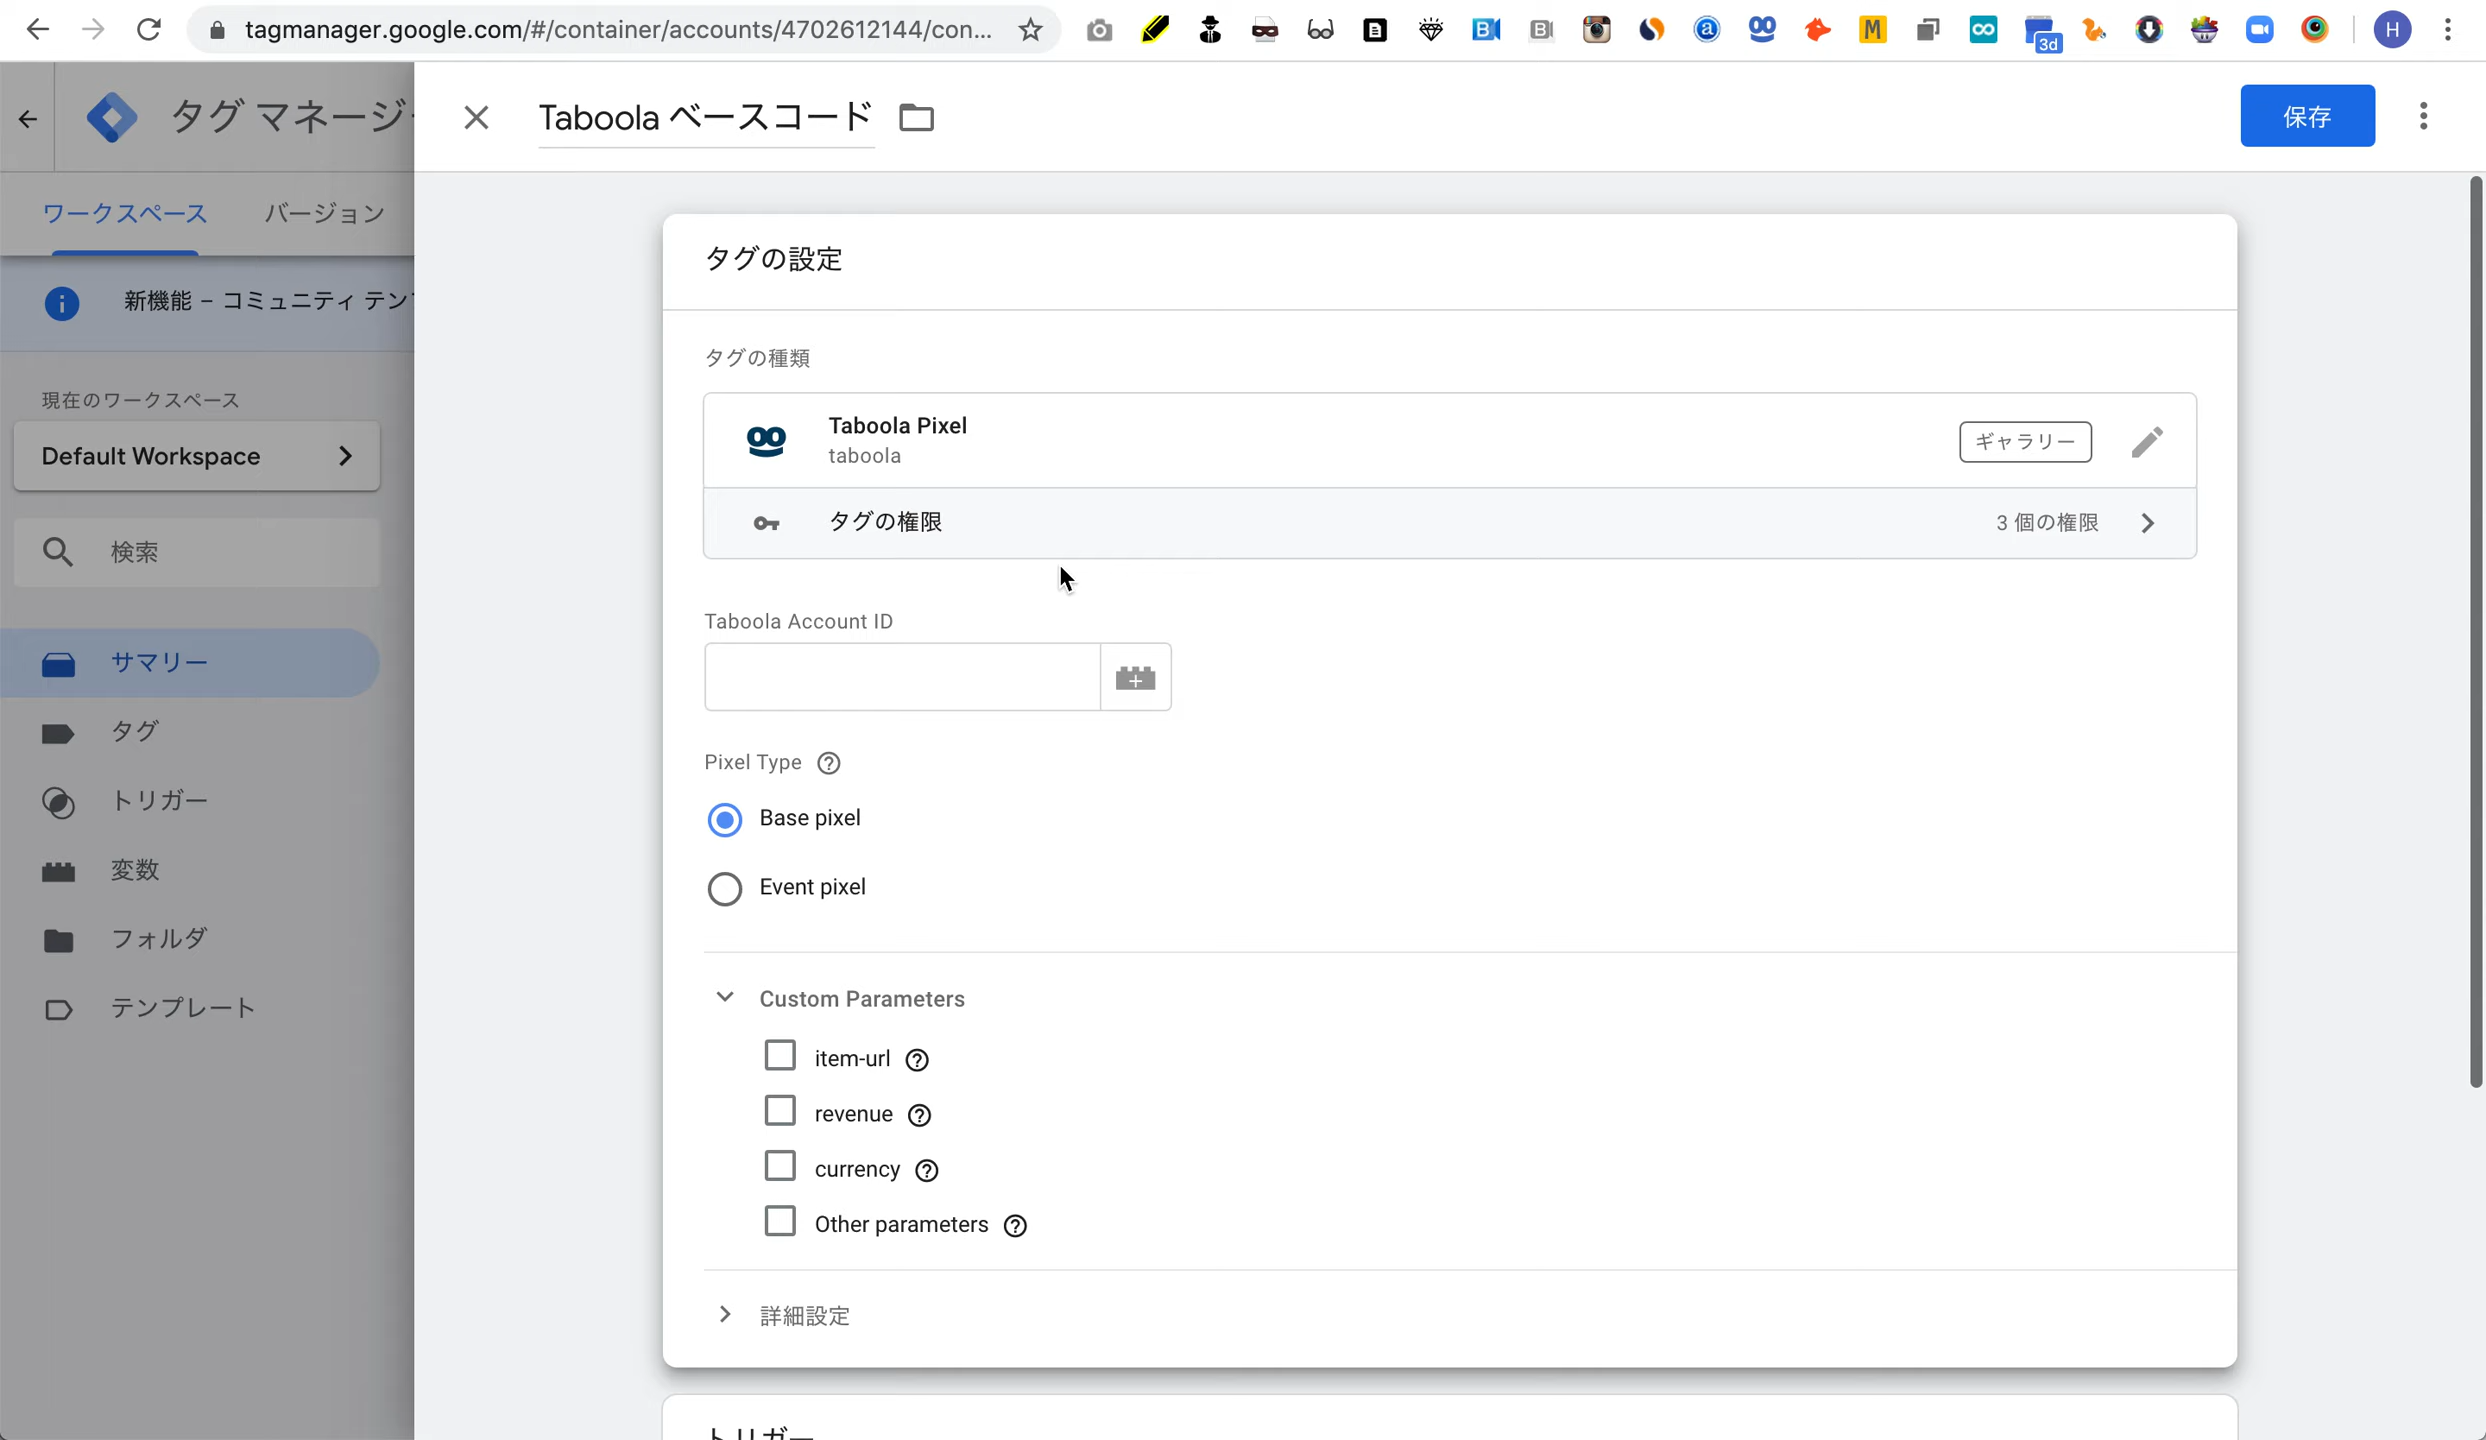 tagmanager.google.com/#/container/accounts/4702612144/con...
3d
H
タグ マネージ
Taboola ベースコード
保存
ワークスペース
バージョン
新機能 – コミュニティ テン
現在のワークスペース
Default Workspace
検索
サマリー
タグ
トリガー
変数
フォルダ
テンプレート
タグの設定
タグの種類
Taboola Pixel
taboola
ギャラリー
タグの権限
3 個の権限
Taboola Account ID
Pixel Type
Base pixel
Event pixel
Custom Parameters
item-url
revenue
currency
Other parameters
詳細設定
トリガー